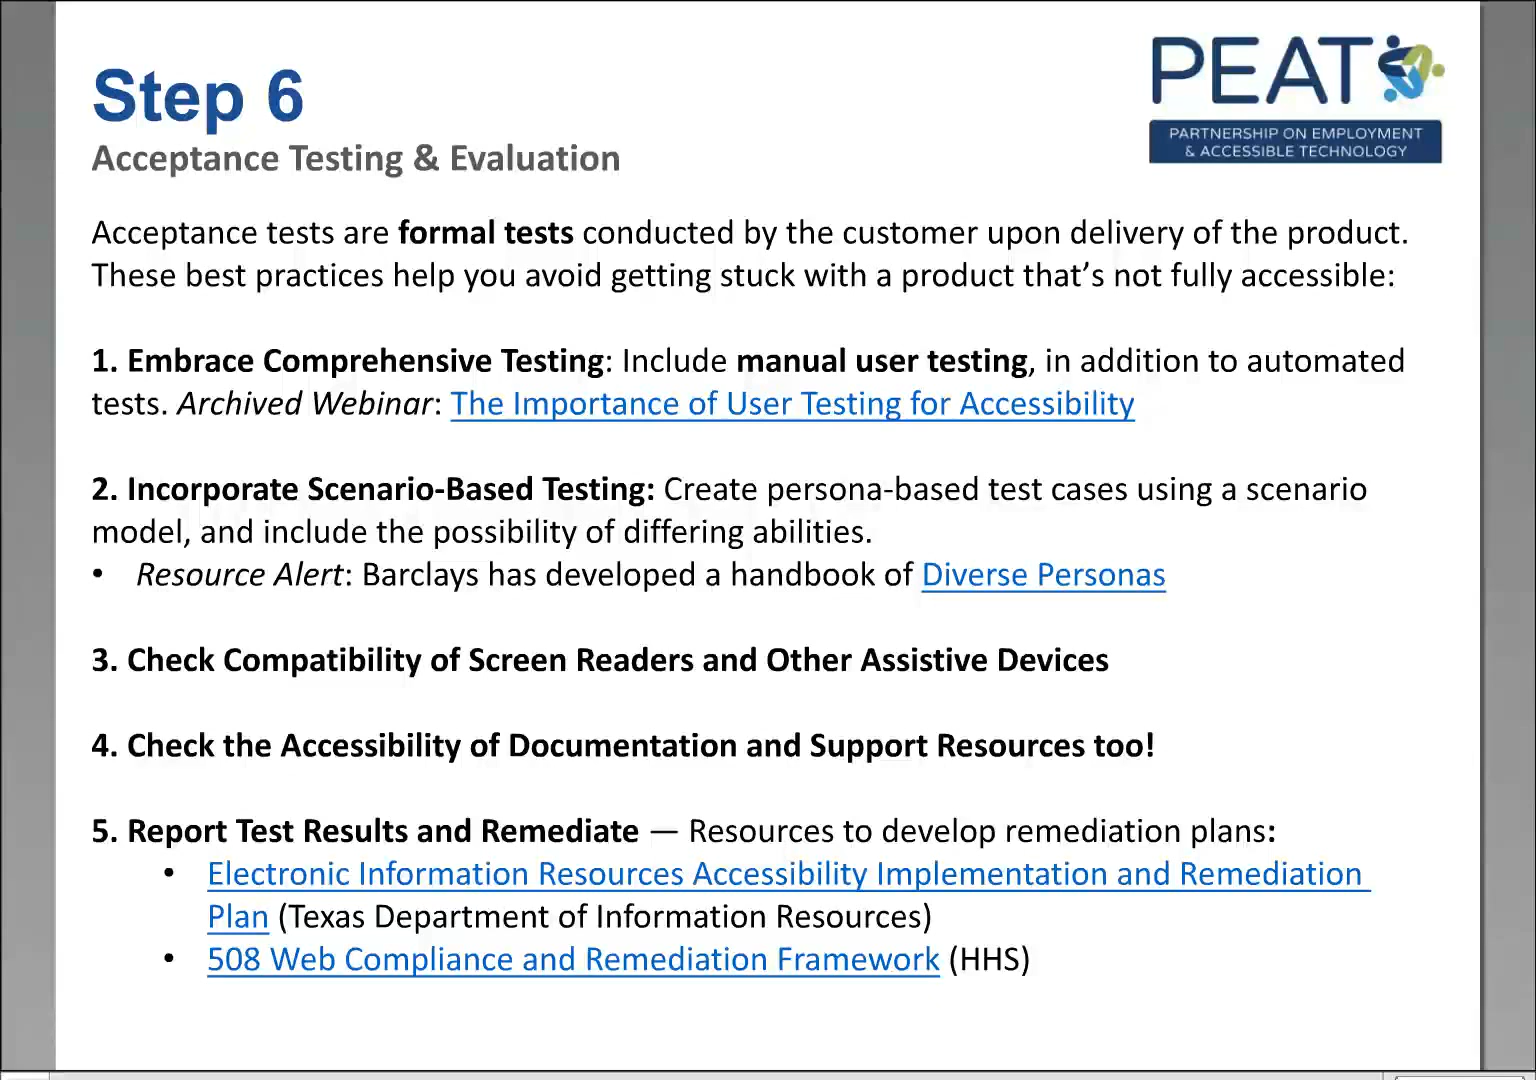 Step 6
PEAT
PARTNERSHIP ON EMPLOYMENT
& ACCESSIBLE TECHNOLOGY
Acceptance Testing & Evaluation
Acceptance tests are formal tests conducted by the customer upon delivery of the product.
These best practices help you avoid getting stuck with a product that’s not fully accessible:
1. Embrace Comprehensive Testing: Include manual user testing, in addition to automated
tests. Archived Webinar: The Importance of User Testing for Accessibility
2. Incorporate Scenario-Based Testing: Create persona-based test cases using a scenario
model, and include the possibility of differing abilities.
• Resource Alert: Barclays has developed a handbook of Diverse Personas
3. Check Compatibility of Screen Readers and Other Assistive Devices
4. Check the Accessibility of Documentation and Support Resources too!
5. Report Test Results and Remediate — Resources to develop remediation plans:
• Electronic Information Resources Accessibility Implementation and Remediation
Plan (Texas Department of Information Resources)
• 508 Web Compliance and Remediation Framework (HHS)